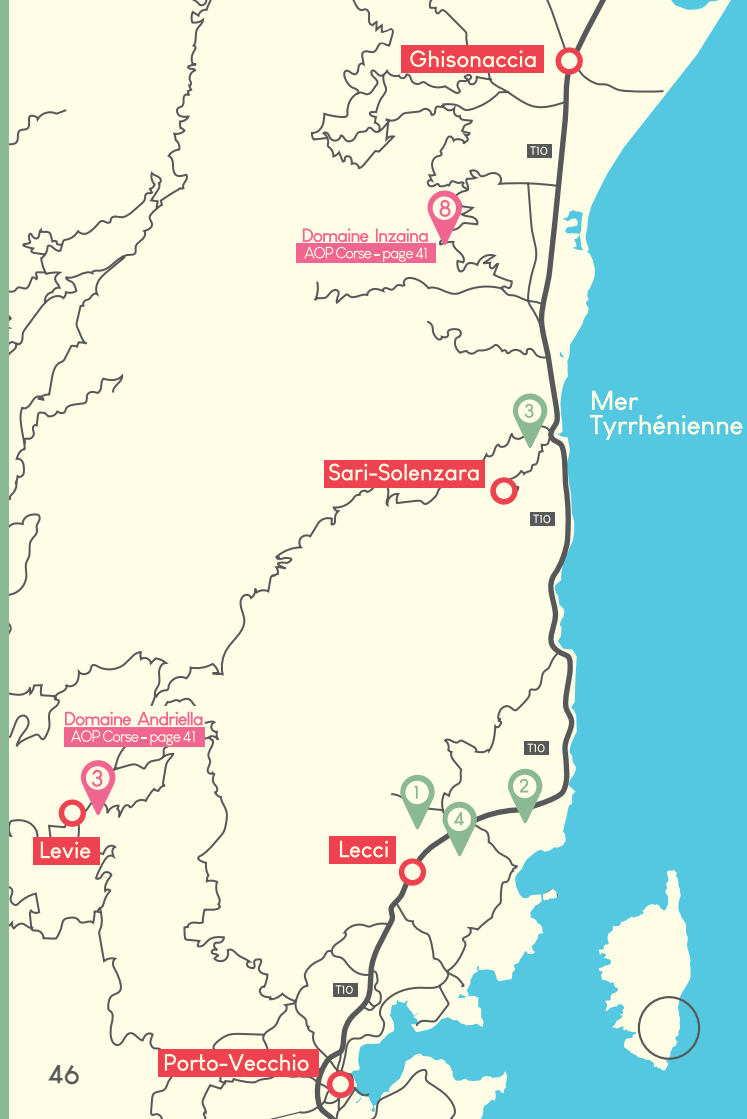 Ghisonaccia
T10
8
Domaine Inzaina
AOP Corse - page 41
Mer
Tyrrhénienne
3
Sari-Solenzara
T10
Domaine Andriella
AOP Corse - page 41
T10
3
1
2
4
Levie
Lecci
T10
Porto-Vecchio
46